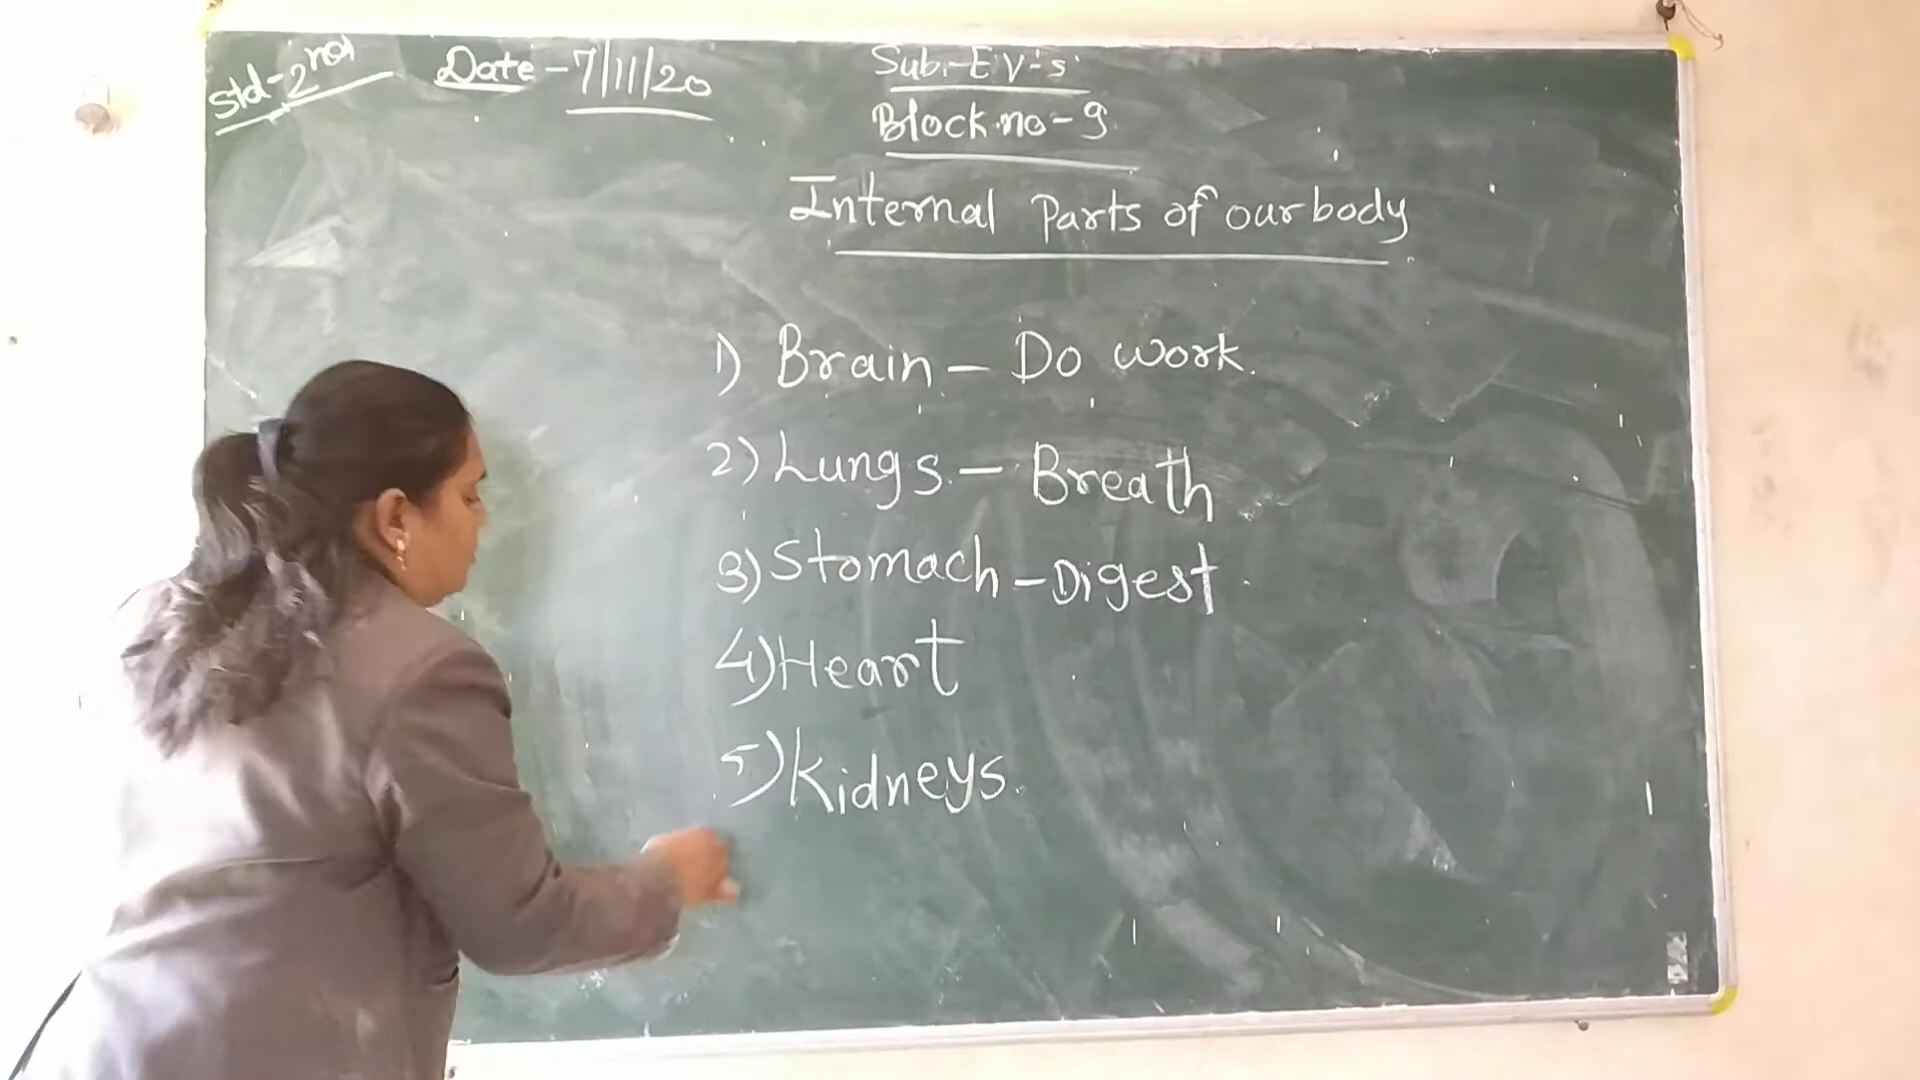 Std-2nd
Date-7/11/20
Sub:-EV-s
Block.no-9
Internal Parts of our body
1) Brain - Do work.
2) Lungs - Breath
3) Stomach - Digest
4) Heart
5) Kidneys.